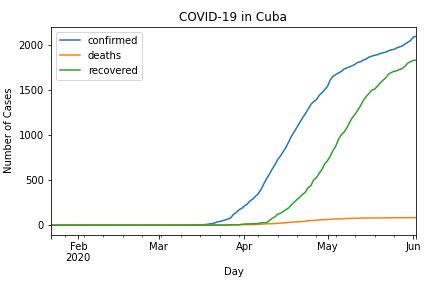 COVID-19 in Cuba
confirmed
deaths
recovered
Number of Cases
2000
1500
1000
500
0
Feb
2020
Mar
Apr
May
Jun
Day